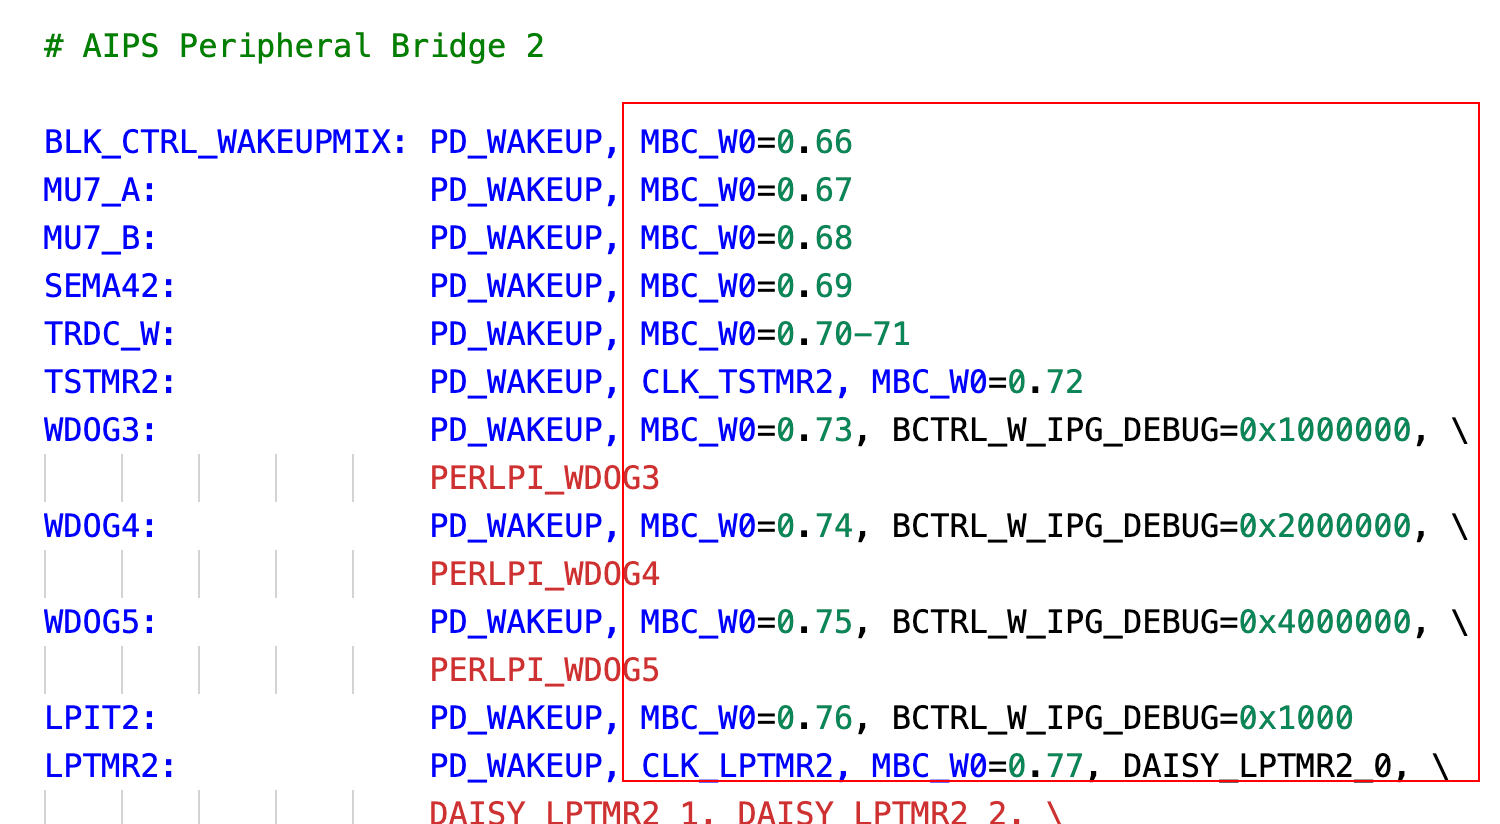 # AIPS Peripheral Bridge 2
BLK_CTRL_WAKEUPMIX: PD_WAKEUP, MBC_W0=0.66
MU7_A: PD_WAKEUP, MBC_W0=0.67
MU7_B: PD_WAKEUP, MBC_W0=0.68
SEMA42: PD_WAKEUP, MBC_W0=0.69
TRDC_W: PD_WAKEUP, MBC_W0=0.70-71
TSTMR2: PD_WAKEUP, CLK_TSTMR2, MBC_W0=0.72
WDOG3: PD_WAKEUP, MBC_W0=0.73, BCTRL_W_IPG_DEBUG=0x1000000, \
PERLPI_WDOG3
WDOG4: PD_WAKEUP, MBC_W0=0.74, BCTRL_W_IPG_DEBUG=0x2000000, \
PERLPI_WDOG4
WDOG5: PD_WAKEUP, MBC_W0=0.75, BCTRL_W_IPG_DEBUG=0x4000000, \
PERLPI_WDOG5
LPIT2: PD_WAKEUP, MBC_W0=0.76, BCTRL_W_IPG_DEBUG=0x1000
LPTMR2: PD_WAKEUP, CLK_LPTMR2, MBC_W0=0.77, DAISY_LPTMR2_0, \
DAISY_LPTMR2_1, DAISY_LPTMR2_2, \